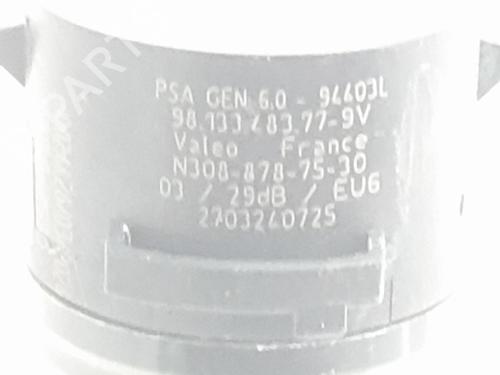 PSA GEN 6.0 - 94403L
98.133.483.77-9V
Valeo France
N308-878-75-30
03 / 29dB / EU6
2703240725